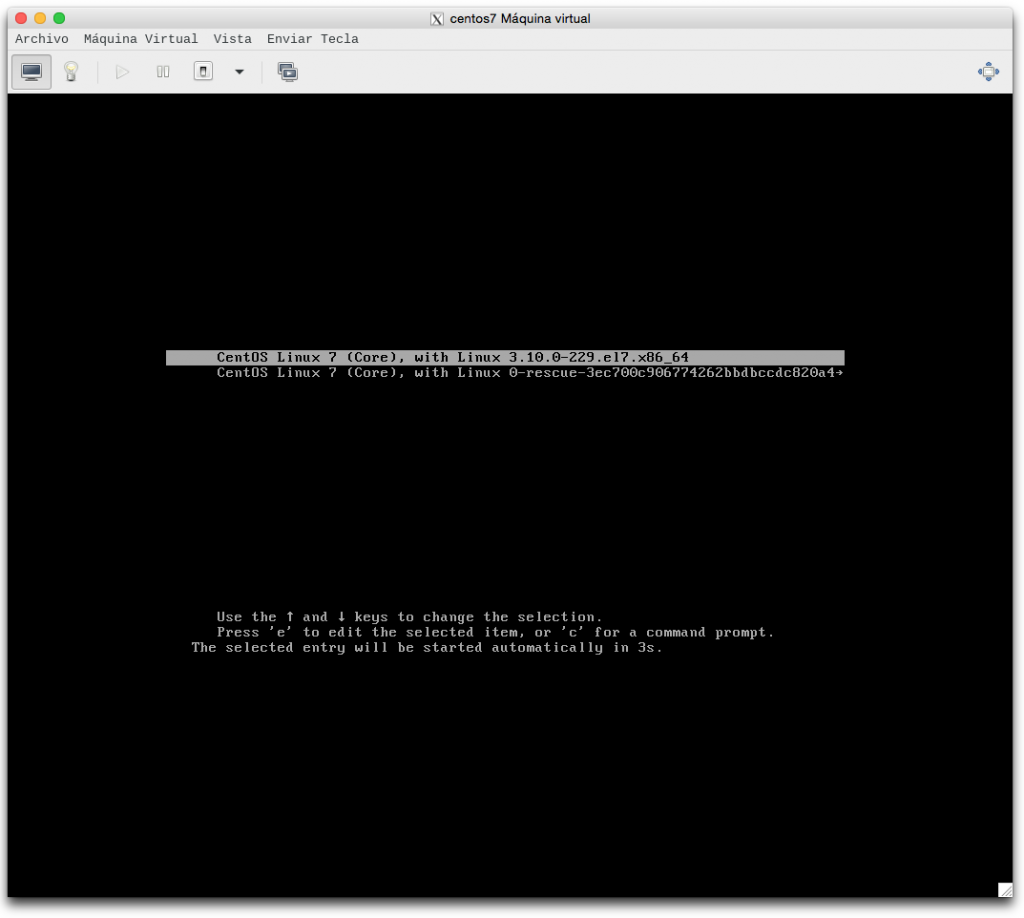 centos7 Máquina virtual
Archivo Máquina Virtual Vista Enviar Tecla
CentOS Linux 7 (Core), with Linux 3.10.0-229.el7.x86_64
CentOS Linux 7 (Core), with Linux 0-rescue-3ec700c906774262bbdbccdc820a4→
Use the ↑ and ↓ keys to change the selection.
Press 'e' to edit the selected item, or 'c' for a command prompt.
The selected entry will be started automatically in 3s.